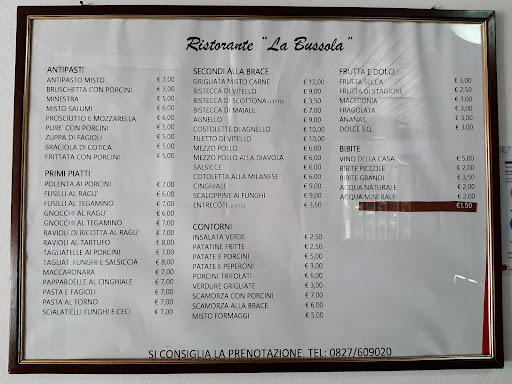 Ristorante "La Bussola"
ANTIPASTI
ANTIPASTO MISTO € 7,00
BRUSCHETTA CON PORCINI € 3,00
MINESTRA € 5,00
MISTO SALUMI € 6,00
PROSCIUTTO E MOZZARELLA € 6,00
PURE' CON PORCINI € 5,00
ZUPPA DI FAGIOLI € 5,00
BRACIOLA DI COTICA € 5,00
FRITTATA CON PORCINI € 5,00
PRIMI PIATTI
POLENTA AI PORCINI € 7,00
FUSILLI AL RAGU' € 6,00
FUSILLI AL TEGAMINO € 7,00
GNOCCHI AL RAGU' € 6,00
GNOCCHI AL TEGAMINO € 7,00
RAVIOLI DI RICOTTA AL RAGU' € 7,00
RAVIOLI AL TARTUFO € 8,00
TAGLIATELLE AI PORCINI € 7,00
TAGLIAT. FUNGHI E SALSICCIA € 8,00
MACCARONARA € 7,00
PAPPARDELLE AL CINGHIALE € 7,00
PASTA E FAGIOLI € 7,00
PASTA AL FORNO € 7,00
SCIALATIELLI FUNGHI E CECI € 7,00
SECONDI ALLA BRACE
GRIGLIATA MISTO CARNE € 12,00
BISTECCA DI VITELLO € 9,00
BISTECCA DI SCOTTONA (L'ETTO) € 3,50
BISTECCA DI MAIALE € 7,00
AGNELLO € 9,00
COSTOLETTE DI AGNELLO € 10,00
FILETTO DI VITELLO € 10,00
MEZZO POLLO € 6,00
MEZZO POLLO ALLA DIAVOLA € 6,00
SALSICCE € 6,00
COTOLETTA ALLA MILANESE € 6,00
CINGHIALE € 9,00
SCALOPPINE AI FUNGHI € 9,00
ENTRECÔTE (L'ETTO) € 3,50
CONTORNI
INSALATA VERDE € 2,50
PATATINE FRITTE € 2,50
PATATE E PORCINI € 5,00
PATATE E PEPERONI € 3,00
PORCINI TRIFOLATI € 6,00
VERDURE GRIGLIATE € 3,00
SCAMORZA CON PORCINI € 7,00
SCAMORZA ALLA BRACE € 6,00
MISTO FORMAGGI € 5,00
FRUTTA E DOLCI
FRUTTA SECCA € 3,00
FRUTTA DI STAGIONE € 2,50
MACEDONIA € 3,00
FRAGOLATA € 3,00
ANANAS € 3,00
DOLCE S.Q. € 3,00
BIBITE
VINO DELLA CASA € 5,00
BIBITE PICCOLE € 2,00
BIBITE GRANDI € 3,50
ACQUA NATURALE € 2,00
ACQUA MINERALE € 2,00
€1,50
SI CONSIGLIA LA PRENOTAZIONE. TEL: 0827/609020